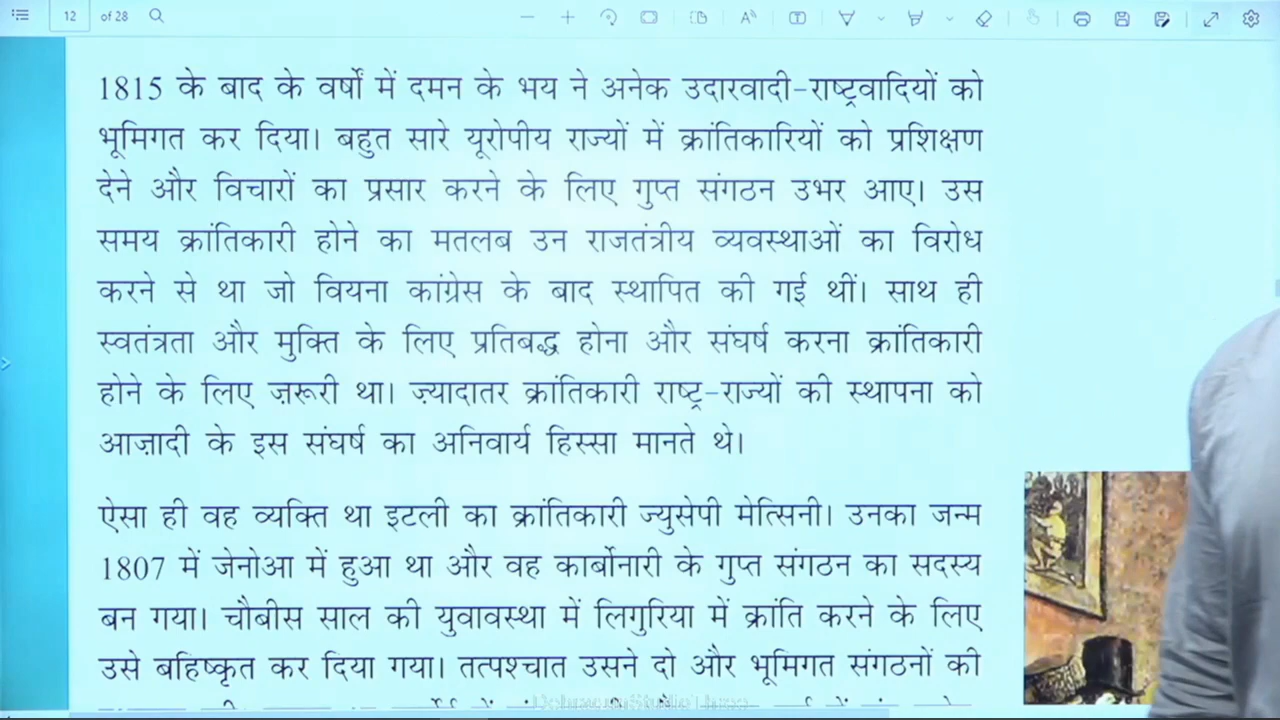 12 of 28
1815 के बाद के वर्षों में दमन के भय ने अनेक उदारवादी-राष्ट्रवादियों को
भूमिगत कर दिया। बहुत सारे यूरोपीय राज्यों में क्रांतिकारियों को प्रशिक्षण
देने और विचारों का प्रसार करने के लिए गुप्त संगठन उभर आए। उस
समय क्रांतिकारी होने का मतलब उन राजतंत्रीय व्यवस्थाओं का विरोध
करने से था जो वियना कांग्रेस के बाद स्थापित की गई थीं। साथ ही
स्वतंत्रता और मुक्ति के लिए प्रतिबद्ध होना और संघर्ष करना क्रांतिकारी
होने के लिए ज़रूरी था। ज़्यादातर क्रांतिकारी राष्ट्र-राज्यों की स्थापना को
आज़ादी के इस संघर्ष का अनिवार्य हिस्सा मानते थे।
ऐसा ही वह व्यक्ति था इटली का क्रांतिकारी ज्युसेपी मेत्सिनी। उनका जन्म
1807 में जेनोआ में हुआ था और वह कार्बोनारी के गुप्त संगठन का सदस्य
बन गया। चौबीस साल की युवावस्था में लिगुरिया में क्रांति करने के लिए
उसे बहिष्कृत कर दिया गया। तत्पश्चात उसने दो और भूमिगत संगठनों की